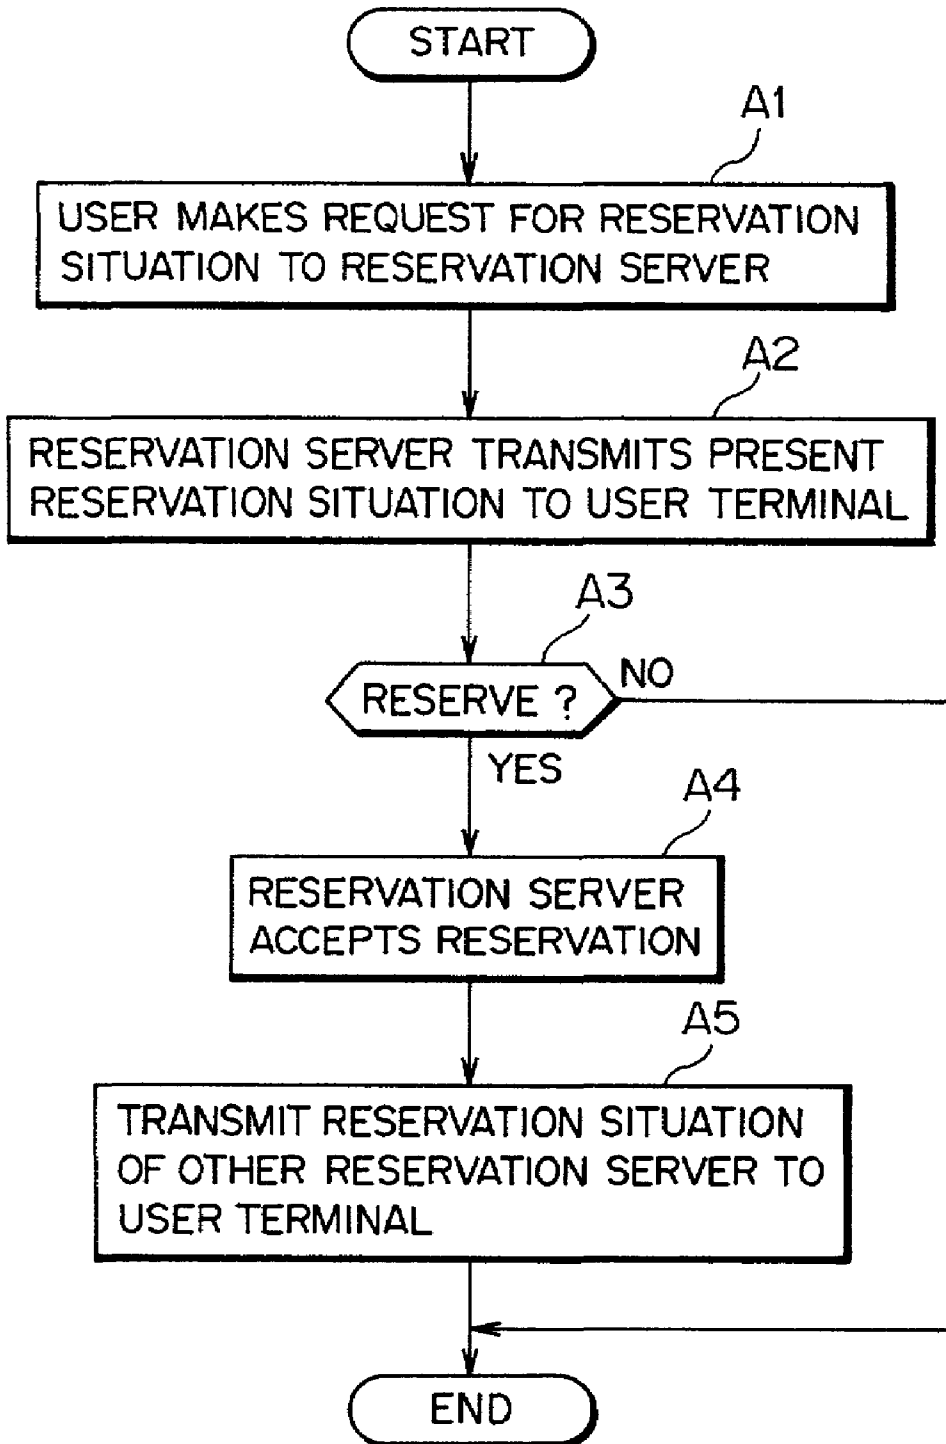 START
A1
USER MAKES REQUEST FOR RESERVATION
SITUATION TO RESERVATION SERVER
A2
RESERVATION SERVER TRANSMITS PRESENT
RESERVATION SITUATION TO USER TERMINAL
A3
RESERVE ?
NO
YES
A4
RESERVATION SERVER
ACCEPTS RESERVATION
A5
TRANSMIT RESERVATION SITUATION
OF OTHER RESERVATION SERVER TO
USER TERMINAL
END